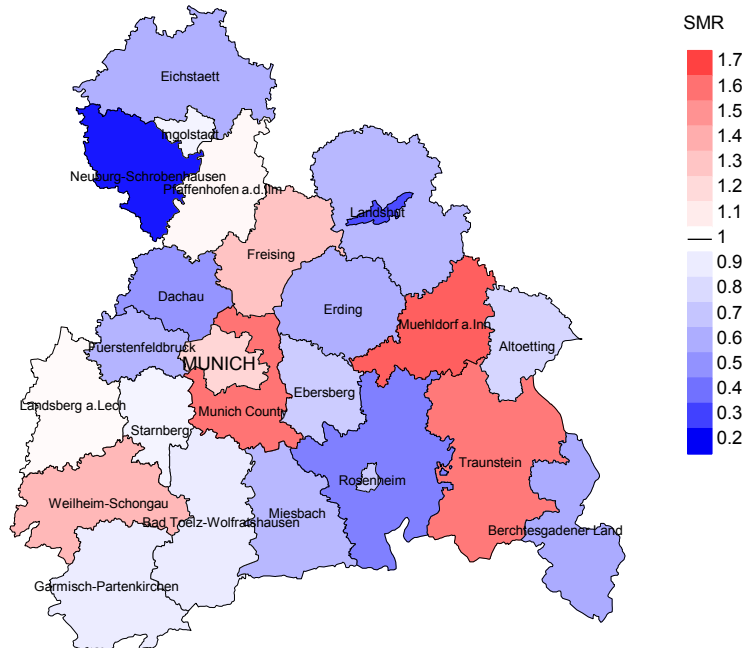 SMR
1.7
1.6
1.5
1.4
1.3
1.2
1.1
1
0.9
0.8
0.7
0.6
0.5
0.4
0.3
0.2
Eichstaett
Ingolstadt
Neuburg-Schrobenhausen
Pfaffenhofen a.d.Ilm
Landshut
Freising
Dachau
Erding
Muehldorf a.Inn
Altoetting
Fuerstenfeldbruck
MUNICH
Ebersberg
Landsberg a.Lech
Munich County
Starnberg
Traunstein
Rosenheim
Weilheim-Schongau
Miesbach
Bad Toelz-Wolfratshausen
Berchtesgadener Land
Garmisch-Partenkirchen